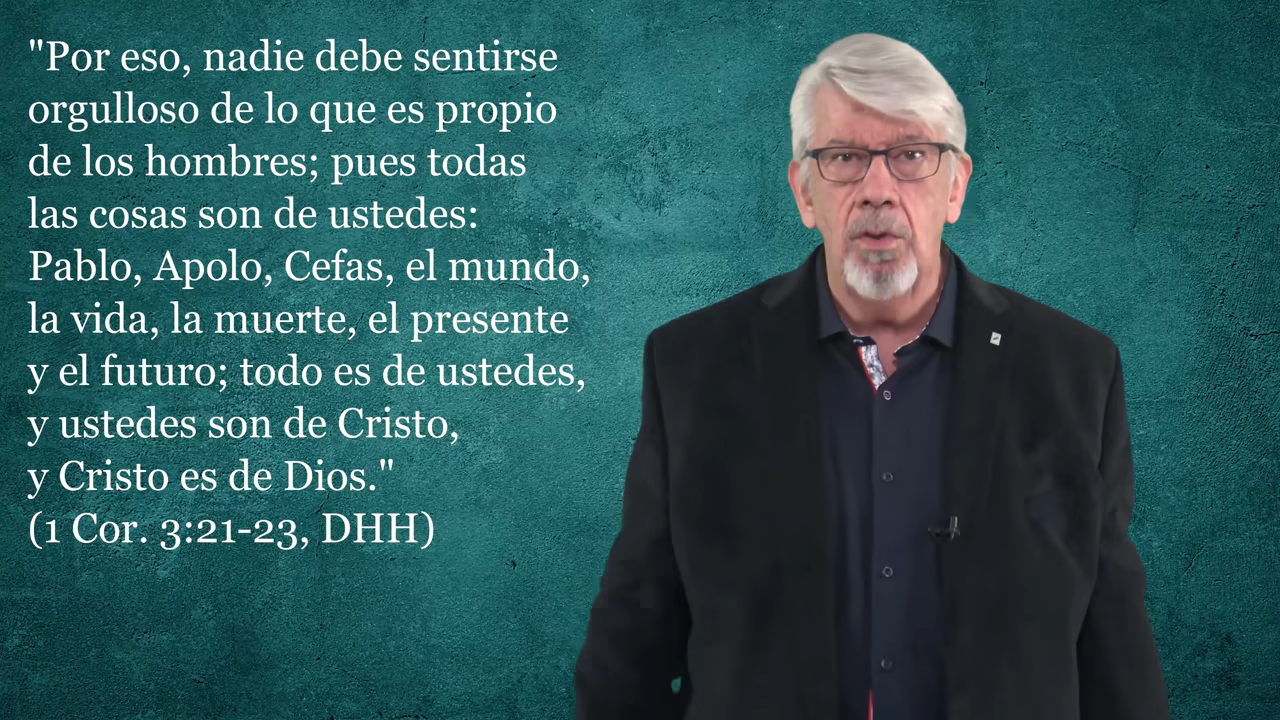 "Por eso, nadie debe sentirse
orgulloso de lo que es propio
de los hombres; pues todas
las cosas son de ustedes:
Pablo, Apolo, Cefas, el mundo,
la vida, la muerte, el presente
y el futuro; todo es de ustedes,
y ustedes son de Cristo,
y Cristo es de Dios."
(1 Cor. 3:21-23, DHH)